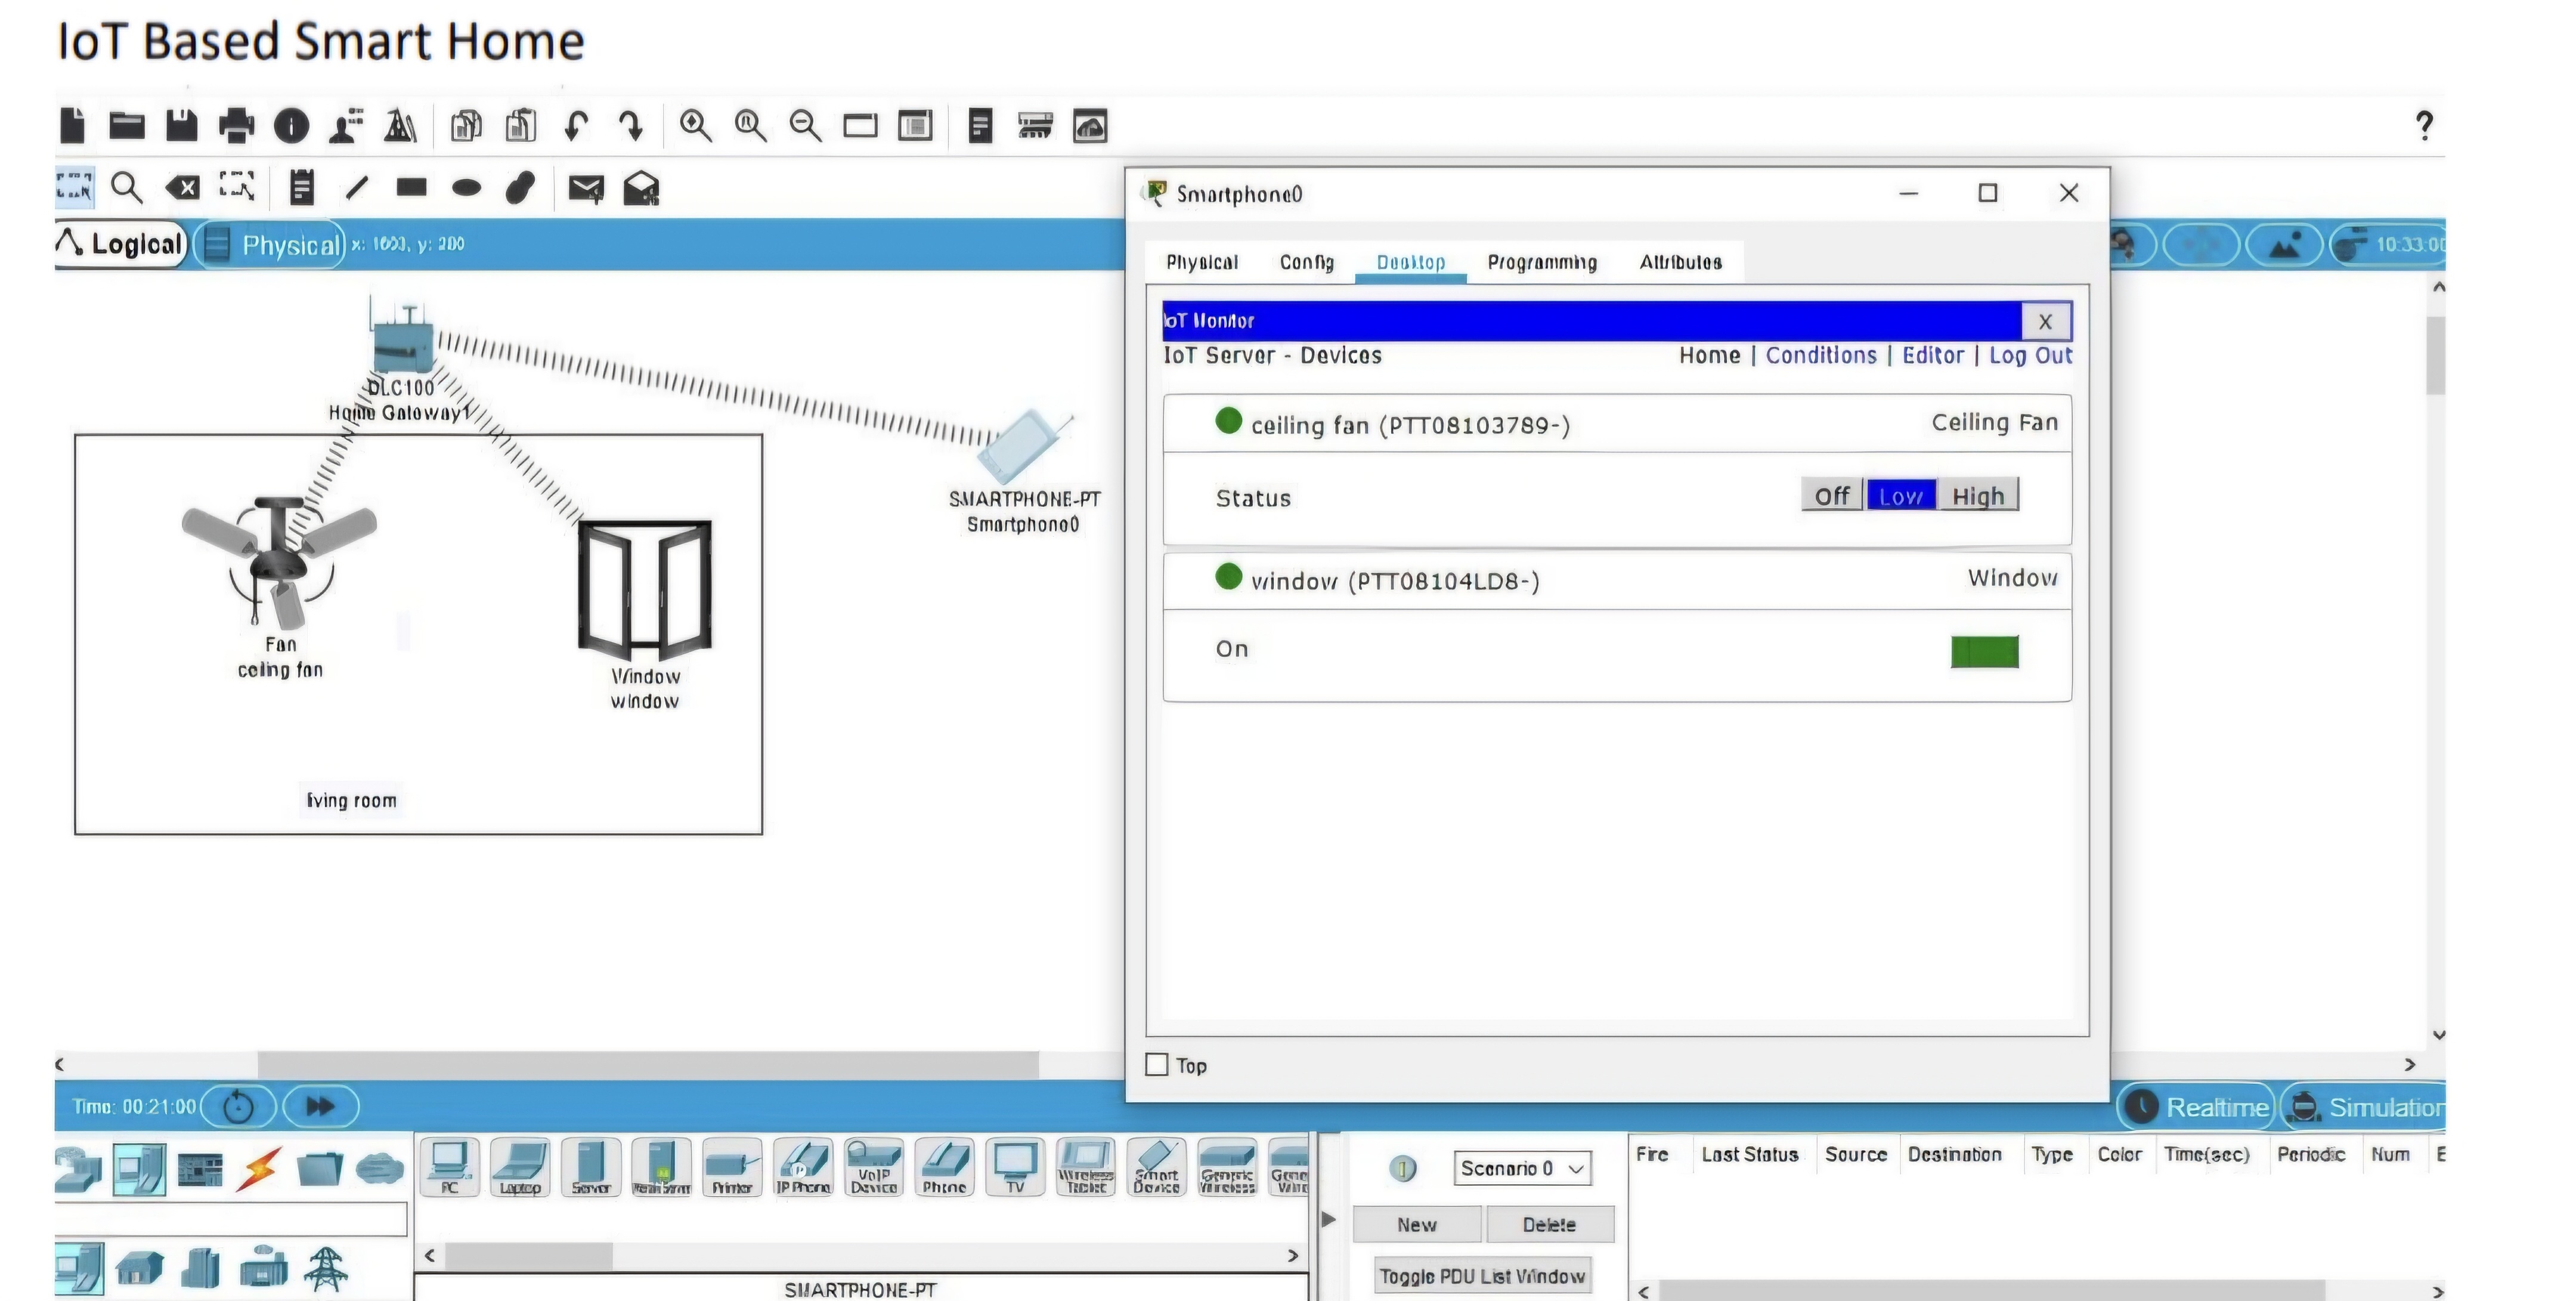 IoT Based Smart Home
Logical
Physical x: 1603, y: 200
10:33:00
Smartphone0
Physical Config Desktop Programming Attributes
IoT Monitor X
IoT Server - Devices Home | Conditions | Editor | Log Out
ceiling fan (PTT08103789-) Ceiling Fan
Status Off Low High
window (PTT08104LD8-) Window
On
Top
DLC100
Home Gateway1
SMARTPHONE-PT
Smartphone0
Fan
ceiling fan
Window
window
living room
Time: 00:21:00
Realtime Simulation
PC Laptop Server Printer IP Phone VoIP Device Phone TV Wireless Tablet Smart Device Generic Wireless
SMARTPHONE-PT
Scenario 0
New Delete
Toggle PDU List Window
Fire Last Status Source Destination Type Color Time(sec) Periodic Num E